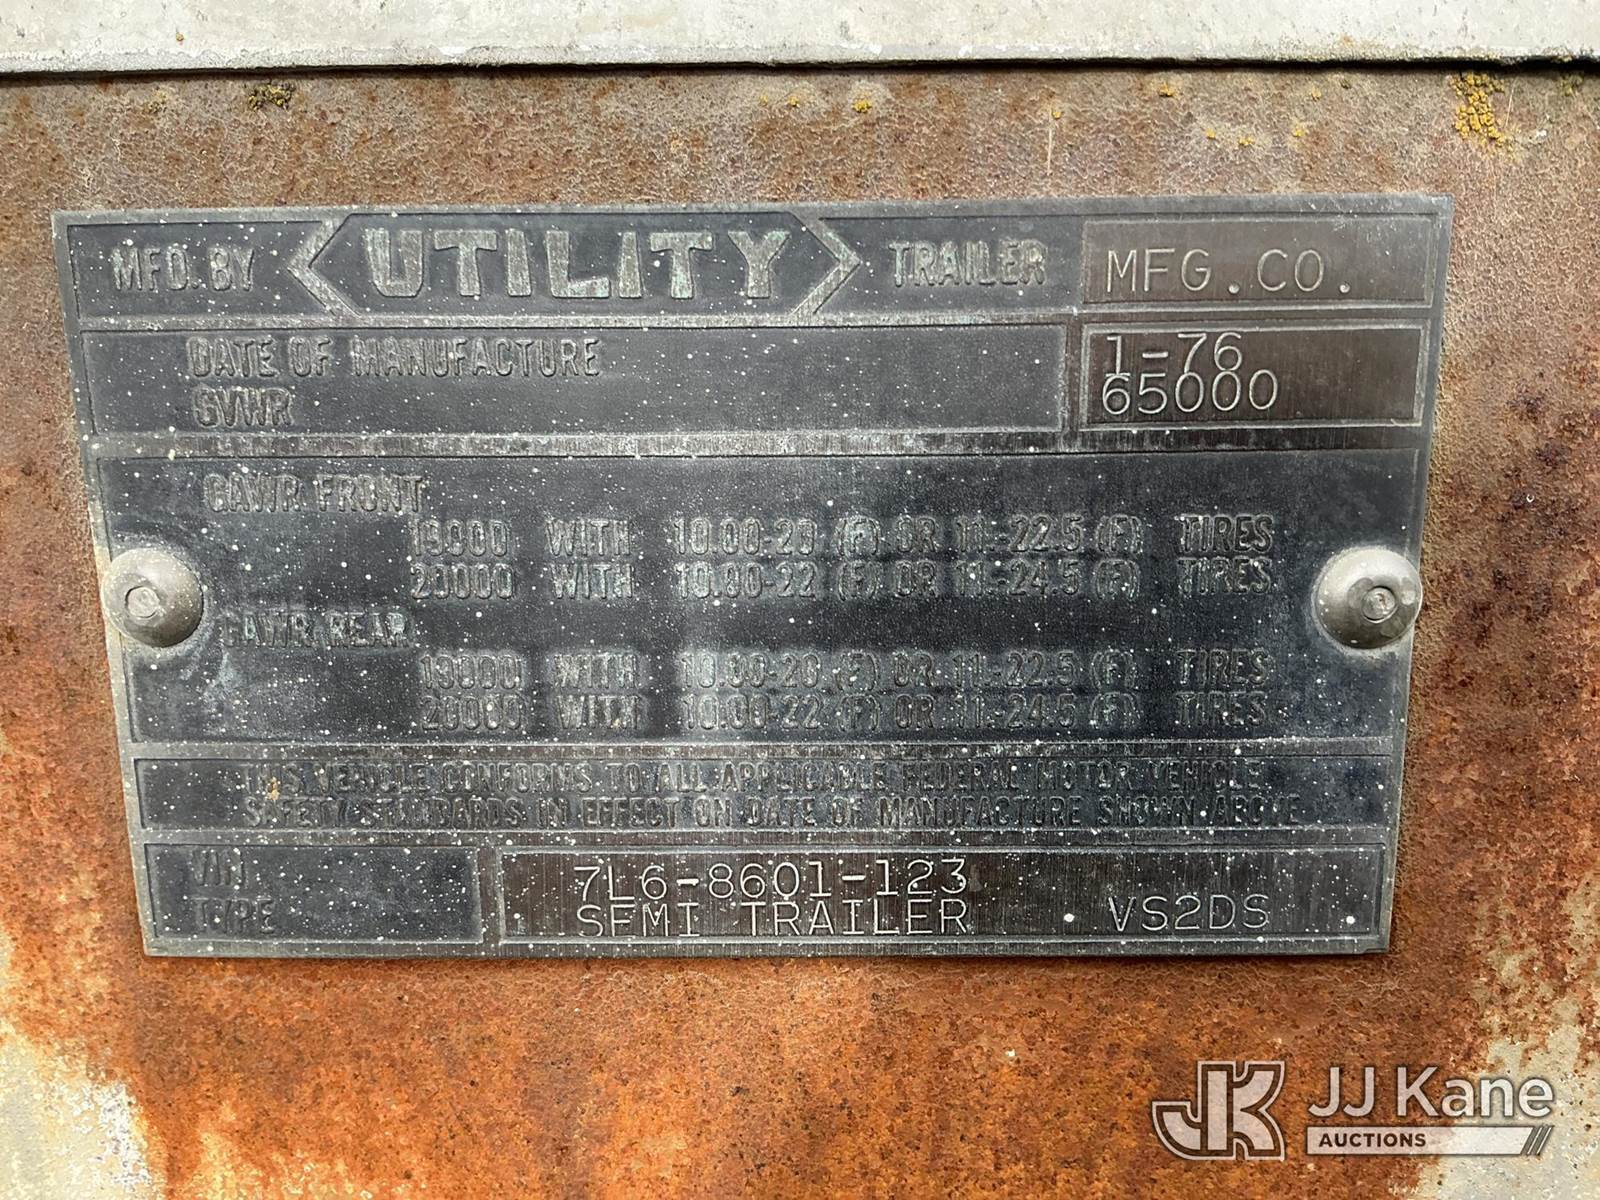 MFD. BY UTILITY TRAILER MFG.CO.
DATE OF MANUFACTURE 1-76
GVWR 65000
GAWR FRONT
19000 WITH 10.00-20 (F) OR 11.-22.5 (F) TIRES
20000 WITH 10.00-22 (F) OR 11.-24.5 (F) TIRES
GAWR REAR
19000 WITH 10.00-20 (F) OR 11.-22.5 (F) TIRES
20000 WITH 10.00-22 (F) OR 11.-24.5 (F) TIRES
THIS VEHICLE CONFORMS TO ALL APPLICABLE FEDERAL MOTOR VEHICLE
SAFETY STANDARDS IN EFFECT ON DATE OF MANUFACTURE SHOWN ABOVE
VIN 7L6-8601-123
TYPE SEMI TRAILER VS2DS
JK JJ Kane
AUCTIONS